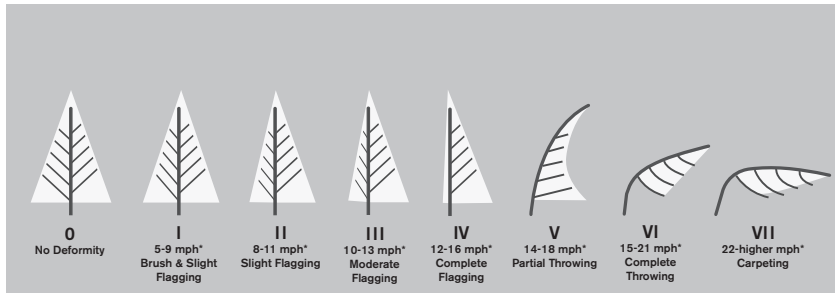 0
No Deformity
I
5-9 mph*
Brush & Slight
Flagging
II
8-11 mph*
Slight Flagging
III
10-13 mph*
Moderate
Flagging
IV
12-16 mph*
Complete
Flagging
V
14-18 mph*
Partial Throwing
VI
15-21 mph*
Complete
Throwing
VII
22-higher mph*
Carpeting